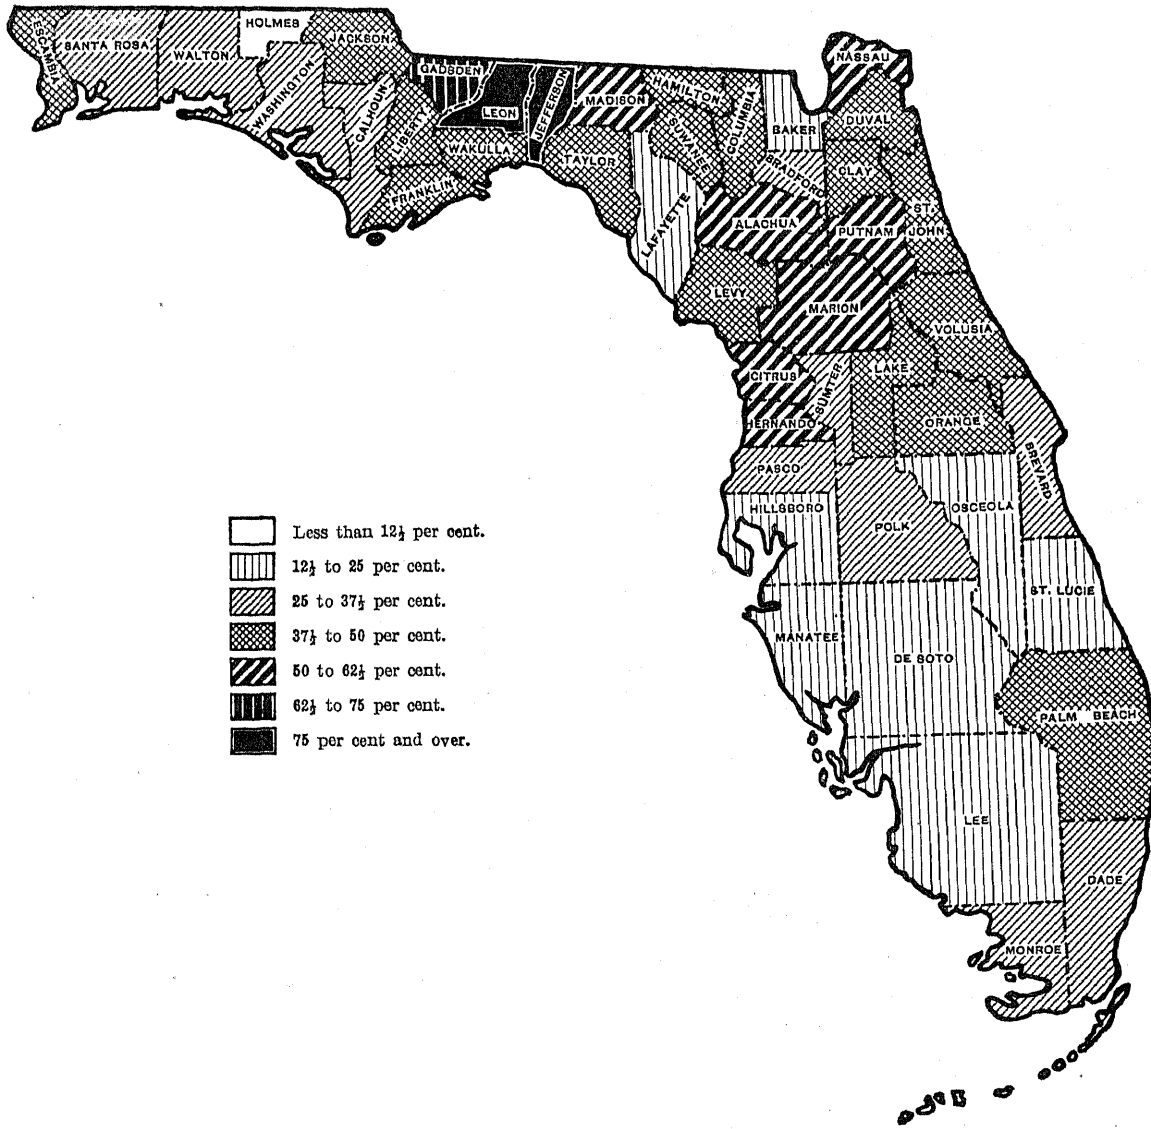 HOLMES
ESCAMBIA
SANTA ROSA
WALTON
JACKSON
WASHINGTON
CALHOUN
LIBERTY
GADSDEN
LEON
JEFFERSON
MADISON
HAMILTON
NASSAU
WAKULLA
FRANKLIN
TAYLOR
SUWANEE
COLUMBIA
BAKER
DUVAL
BRADFORD
CLAY
LAFAYETTE
ALACHUA
PUTNAM
ST.
JOHN
LEVY
MARION
VOLUSIA
CITRUS
SUMTER
LAKE
HERNANDO
ORANGE
PASCO
BREVARD
HILLSBORO
POLK
OSCEOLA
ST. LUCIE
MANATEE
DE SOTO
PALM BEACH
LEE
DADE
MONROE
Less than 12½ per cent.
12½ to 25 per cent.
25 to 37½ per cent.
37½ to 50 per cent.
50 to 62½ per cent.
62½ to 75 per cent.
75 per cent and over.